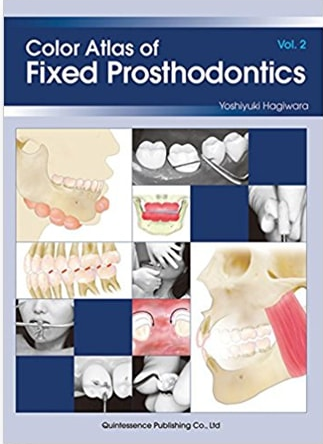 Color Atlas of
Vol. 2
Fixed Prosthodontics
Yoshiyuki Hagiwara
Quintessence Publishing Co., Ltd